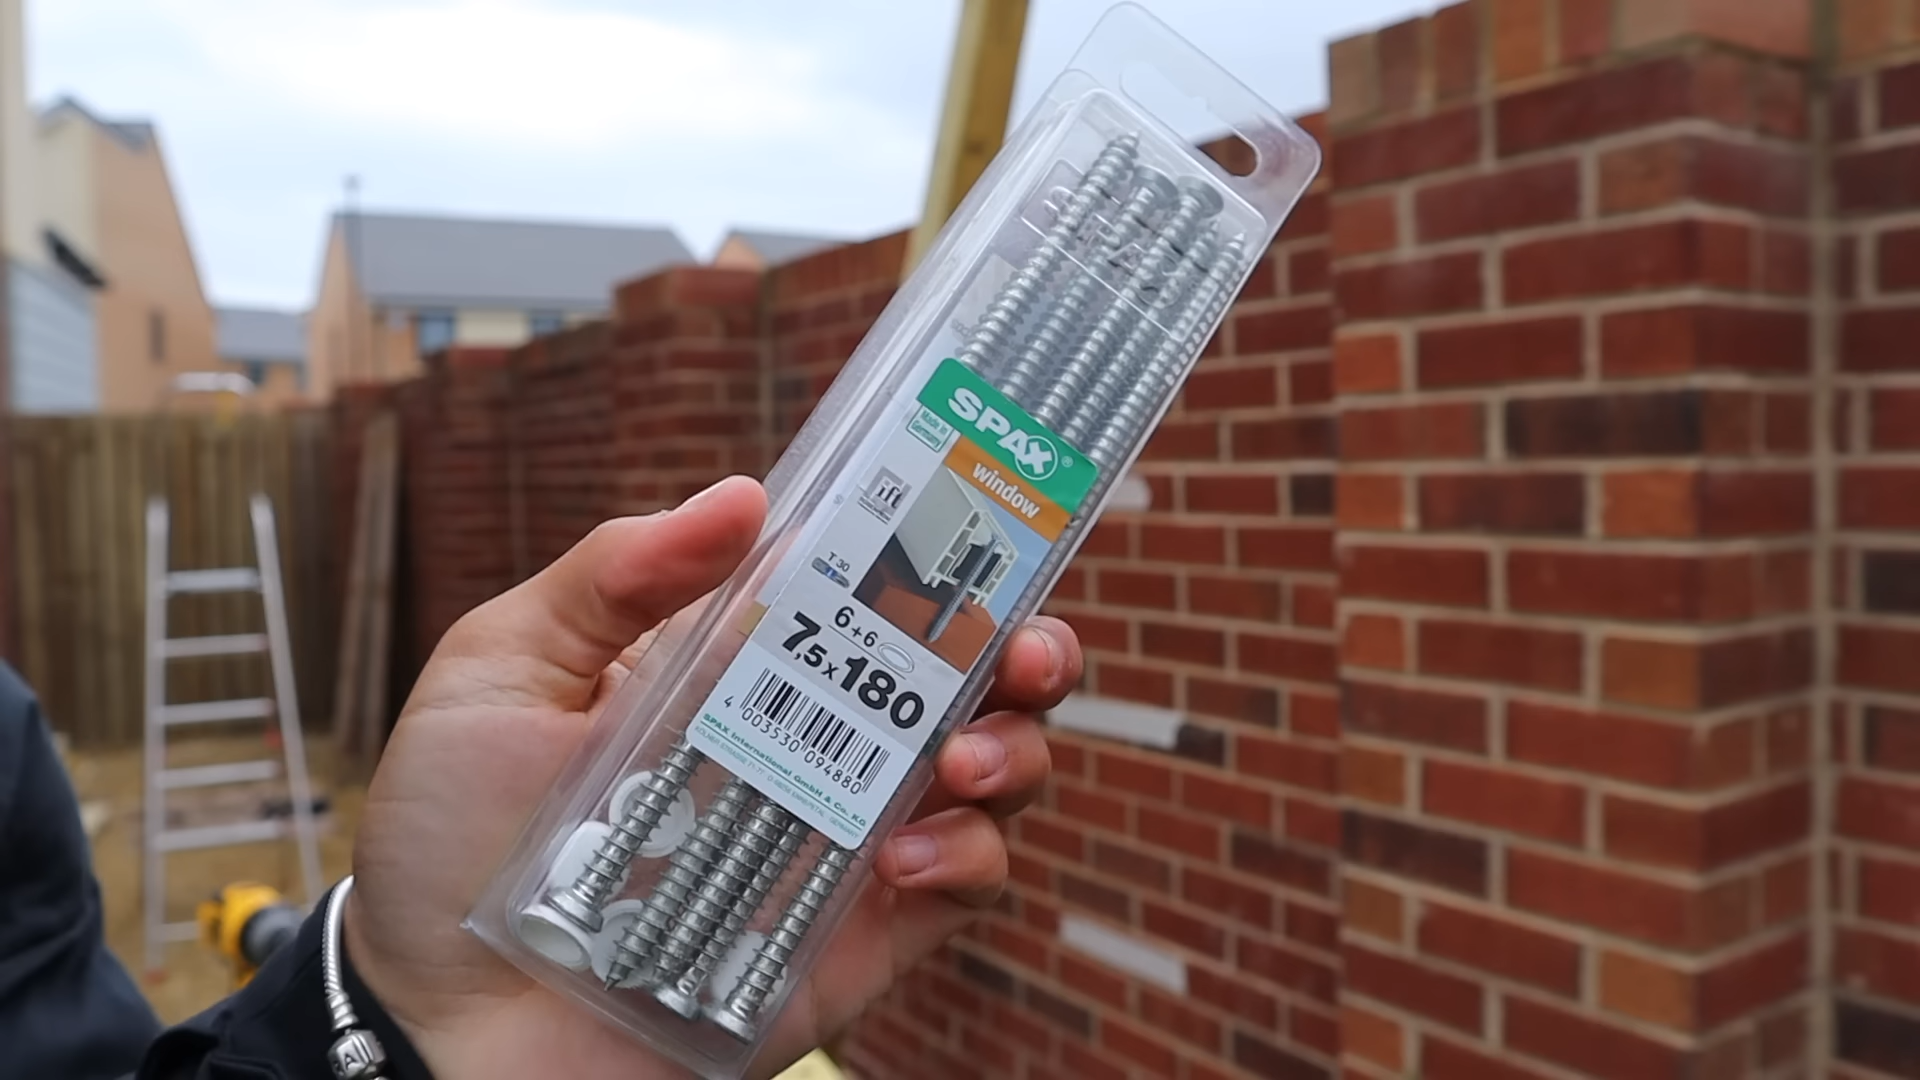 SPAX®
Made in
Germany
window
ift
T 30
6+6
7,5x180
4 003530 094880
SPAX International GmbH & Co. KG
A